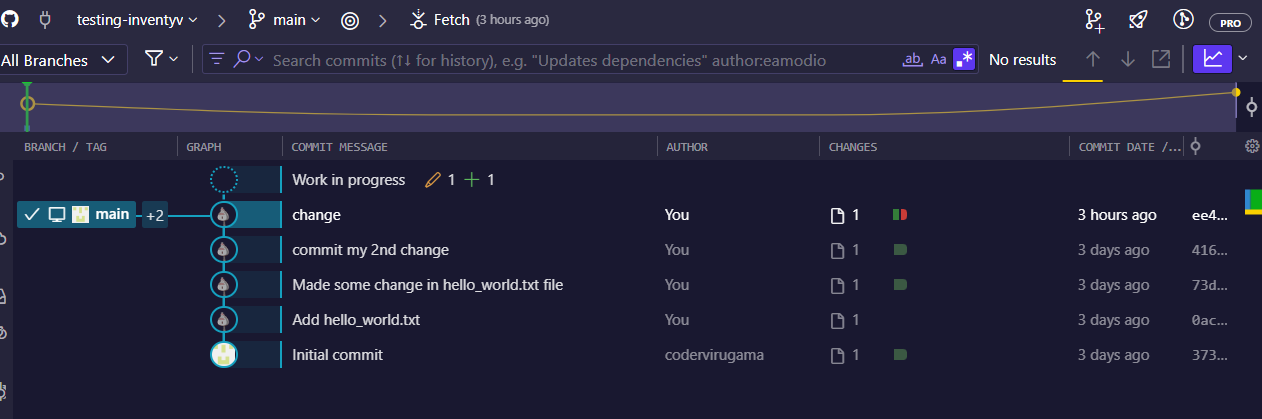 testing-inventyv main Fetch (3 hours ago) PRO
All Branches Search commits (↑↓ for history), e.g. "Updates dependencies" author:eamodio ab Aa .* No results
BRANCH / TAG GRAPH COMMIT MESSAGE AUTHOR CHANGES COMMIT DATE /...
Work in progress 1 + 1
main +2 change You 1 3 hours ago ee4...
commit my 2nd change You 1 3 days ago 416...
Made some change in hello_world.txt file You 1 3 days ago 73d...
Add hello_world.txt You 1 3 days ago 0ac...
Initial commit codervirugama 1 3 days ago 373...